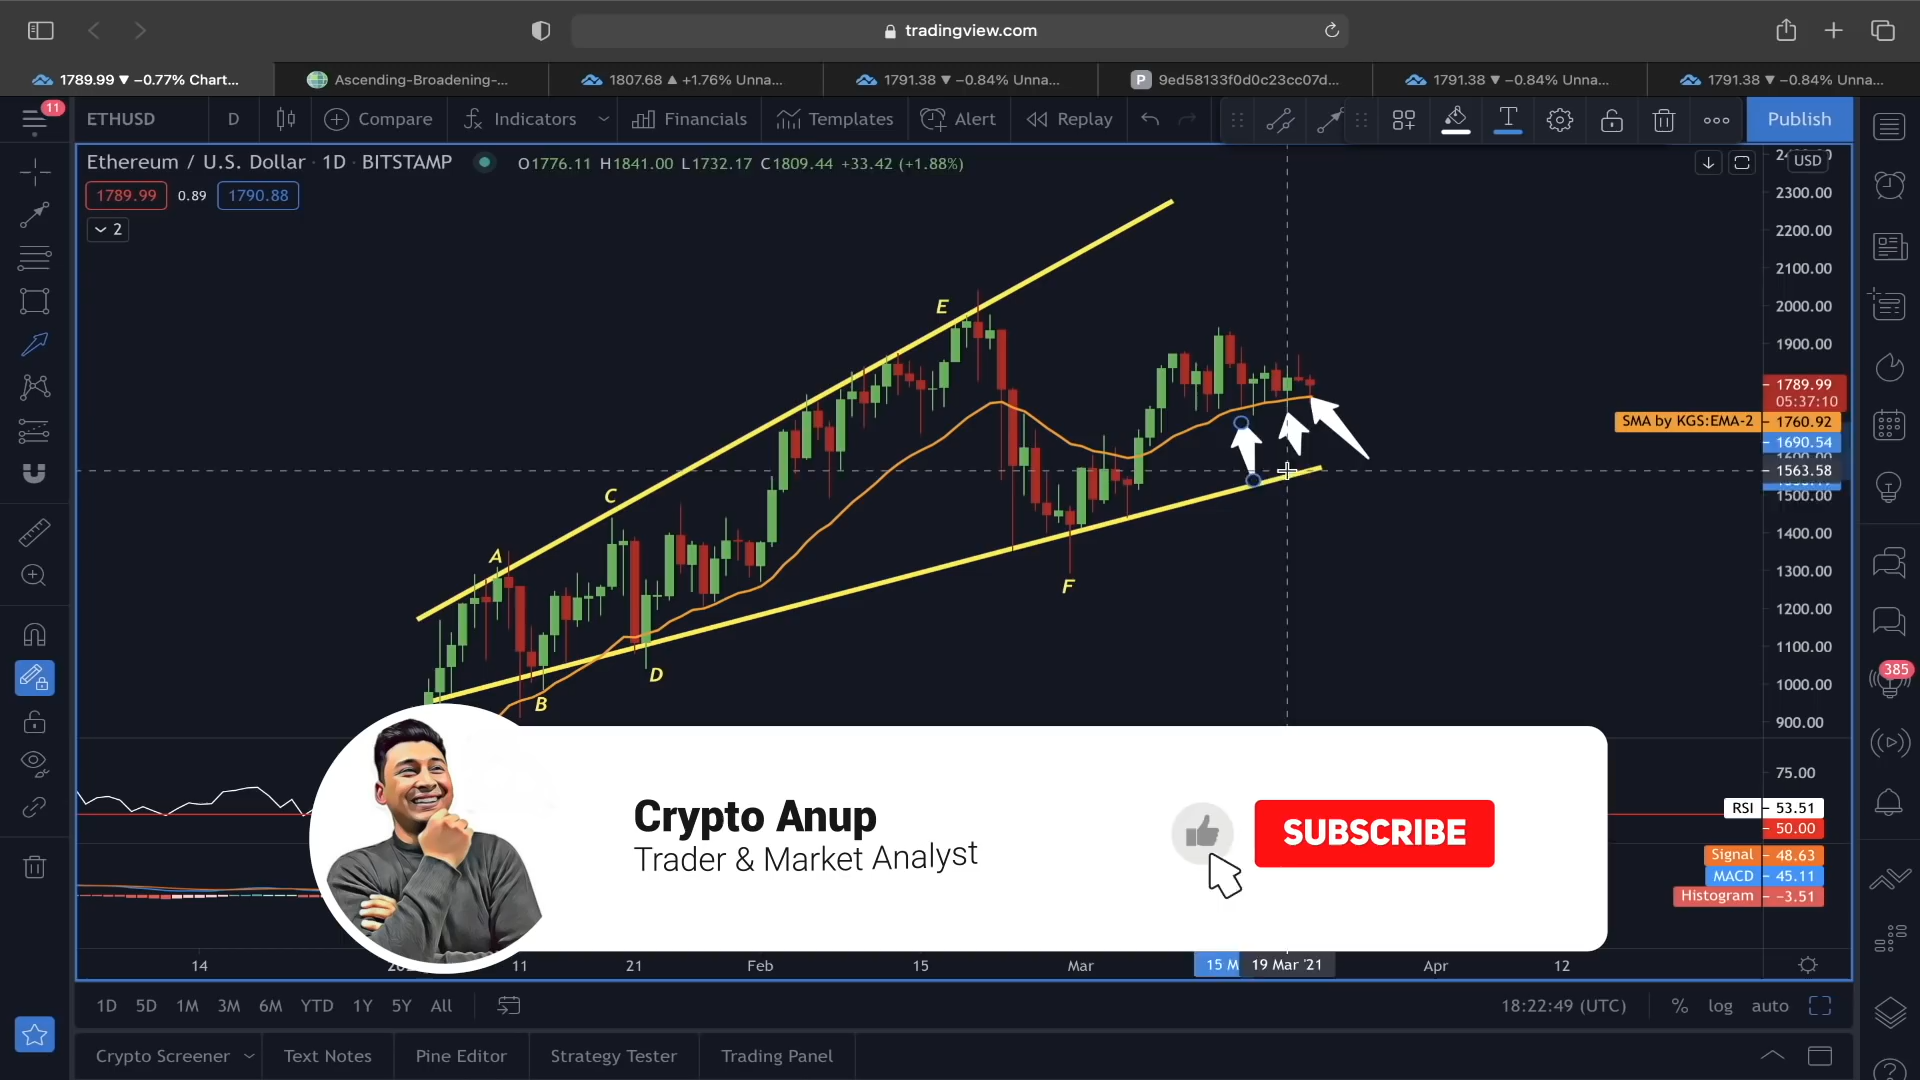 tradingview.com
1789.99 ▼ −0.77% Chart...
Ascending-Broadening-...
1807.68 ▲ +1.76% Unna...
1791.38 ▼ −0.84% Unna...
P 9ed58133f0d0c23cc07d...
1791.38 ▼ −0.84% Unna...
1791.38 ▼ −0.84% Unna...
11
ETHUSD D Compare Indicators Financials Templates Alert Replay T Publish
Ethereum / U.S. Dollar · 1D · BITSTAMP O1776.11 H1841.00 L1732.17 C1809.44 +33.42 (+1.88%)
USD
1789.99 0.89 1790.88
2
2300.00
2200.00
2100.00
2000.00
1900.00
1789.99
05:37:10
SMA by KGS:EMA-2 1760.92
1690.54
1563.58
1500.00
1400.00
1300.00
1200.00
1100.00
1000.00
900.00
E
C
A
F
D
B
385
75.00
RSI 53.51
50.00
Signal 48.63
MACD 45.11
Histogram −3.51
Crypto Anup
Trader & Market Analyst
SUBSCRIBE
14 11 21 Feb 15 Mar 15 M 19 Mar '21 Apr 12
1D 5D 1M 3M 6M YTD 1Y 5Y All 18:22:49 (UTC) % log auto
Crypto Screener Text Notes Pine Editor Strategy Tester Trading Panel